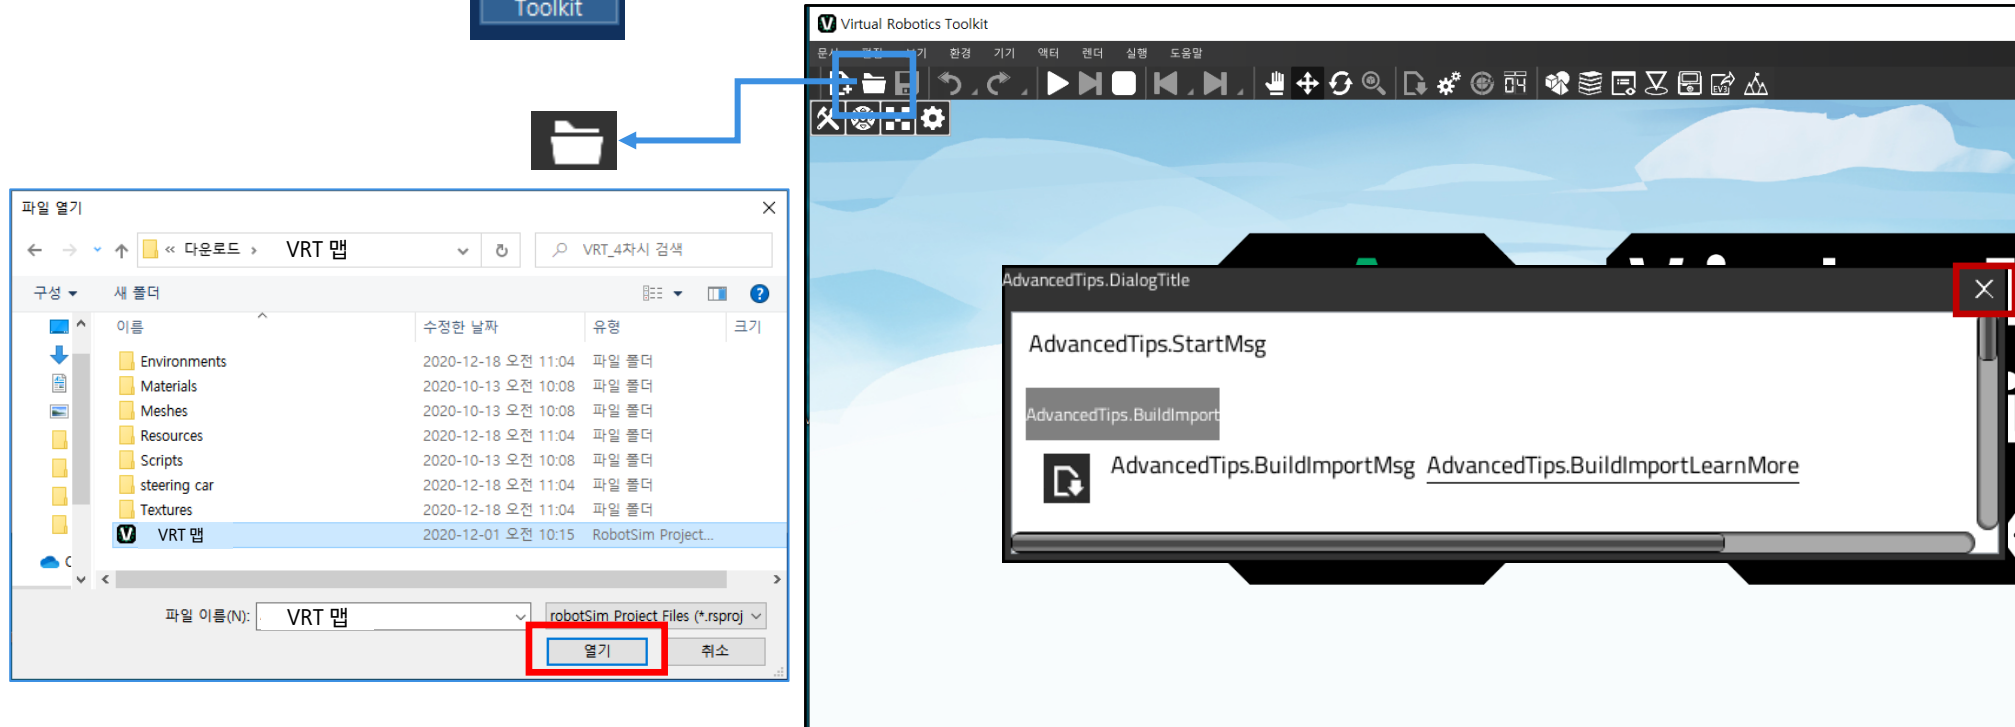 Toolkit
Virtual Robotics Toolkit
문서 편집 보기 환경 기기 액터 렌더 실행 도움말
04
EV3
파일 열기
« 다운로드 › VRT 맵
VRT_4차시 검색
구성 새 폴더
이름 수정한 날짜 유형 크기
Environments 2020-12-18 오전 11:04 파일 폴더
Materials 2020-10-13 오전 10:08 파일 폴더
Meshes 2020-10-13 오전 10:08 파일 폴더
Resources 2020-12-18 오전 11:04 파일 폴더
Scripts 2020-10-13 오전 10:08 파일 폴더
steering car 2020-12-18 오전 11:04 파일 폴더
Textures 2020-12-18 오전 11:04 파일 폴더
VRT 맵 2020-12-01 오전 10:15 RobotSim Project...
파일 이름(N): VRT 맵 robotSim Project Files (*.rsproj
열기 취소
AdvancedTips.DialogTitle
AdvancedTips.StartMsg
AdvancedTips.BuildImport
AdvancedTips.BuildImportMsg AdvancedTips.BuildImportLearnMore